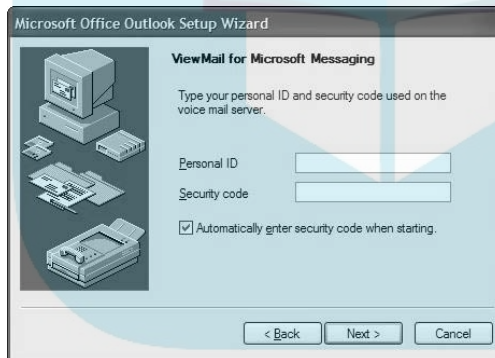 Microsoft Office Outlook Setup Wizard
ViewMail for Microsoft Messaging
Type your personal ID and security code used on the
voice mail server.
Personal ID
Security code
Automatically enter security code when starting.
< Back Next > Cancel